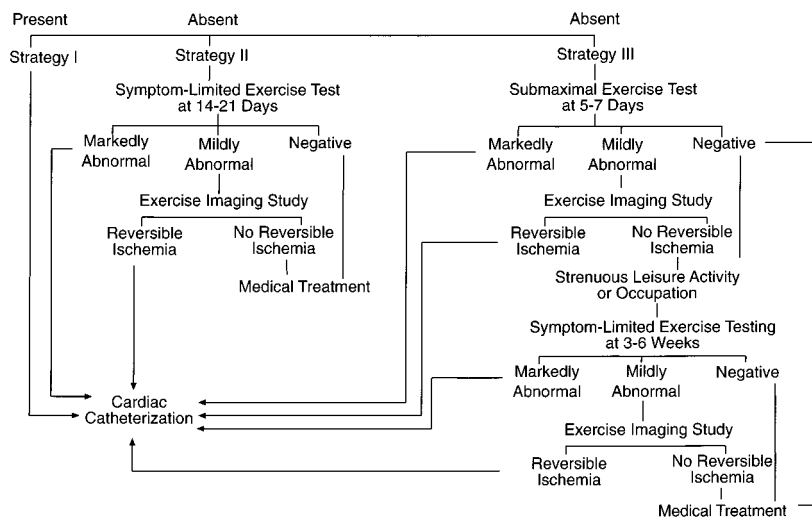 Present
Absent
Absent
Strategy I
Strategy II
Strategy III
Symptom-Limited Exercise Test
at 14-21 Days
Submaximal Exercise Test
at 5-7 Days
Markedly
Abnormal
Mildly
Abnormal
Negative
Markedly
Abnormal
Mildly
Abnormal
Negative
Exercise Imaging Study
Exercise Imaging Study
Reversible
Ischemia
No Reversible
Ischemia
Reversible
Ischemia
No Reversible
Ischemia
Medical Treatment
Strenuous Leisure Activity
or Occupation
Symptom-Limited Exercise Testing
at 3-6 Weeks
Markedly
Abnormal
Mildly
Abnormal
Negative
Cardiac
Catheterization
Exercise Imaging Study
Reversible
Ischemia
No Reversible
Ischemia
Medical Treatment